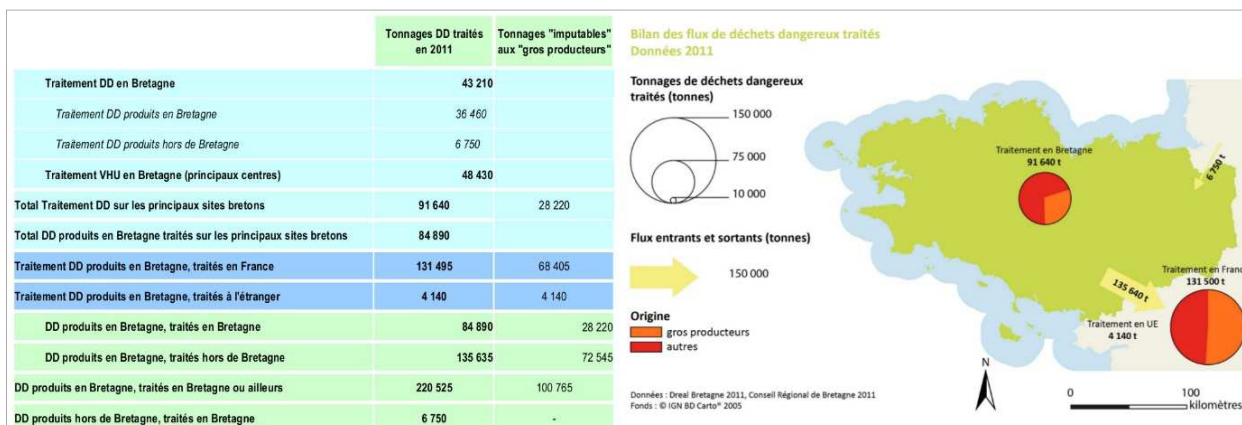 Tonnages DD traités en 2011 Tonnages "imputables" aux "gros producteurs"
Traitement DD en Bretagne 43 210
Traitement DD produits en Bretagne 36 460
Traitement DD produits hors de Bretagne 6 750
Traitement VHU en Bretagne (principaux centres) 48 430
Total Traitement DD sur les principaux sites bretons 91 640 28 220
Total DD produits en Bretagne traités sur les principaux sites bretons 84 890
Traitement DD produits en Bretagne, traités en France 131 495 68 405
Traitement DD produits en Bretagne, traités à l'étranger 4 140 4 140
DD produits en Bretagne, traités en Bretagne 84 890 28 220
DD produits en Bretagne, traités hors de Bretagne 135 635 72 545
DD produits en Bretagne, traités en Bretagne ou ailleurs 220 525 100 765
DD produits hors de Bretagne, traités en Bretagne 6 750 -
Bilan des flux de déchets dangereux traités
Données 2011
Tonnages de déchets dangereux
traités (tonnes)
150 000
75 000
10 000
Flux entrants et sortants (tonnes)
150 000
Origine
gros producteurs
autres
Données : Dreal Bretagne 2011, Conseil Régional de Bretagne 2011
Fonds : © IGN BD Carto® 2005
Traitement en Bretagne
91 640 t
6 750 t
135 640 t
Traitement en Franc
131 500 t
Traitement en UE
4 140 t
N
0 100
kilomètres